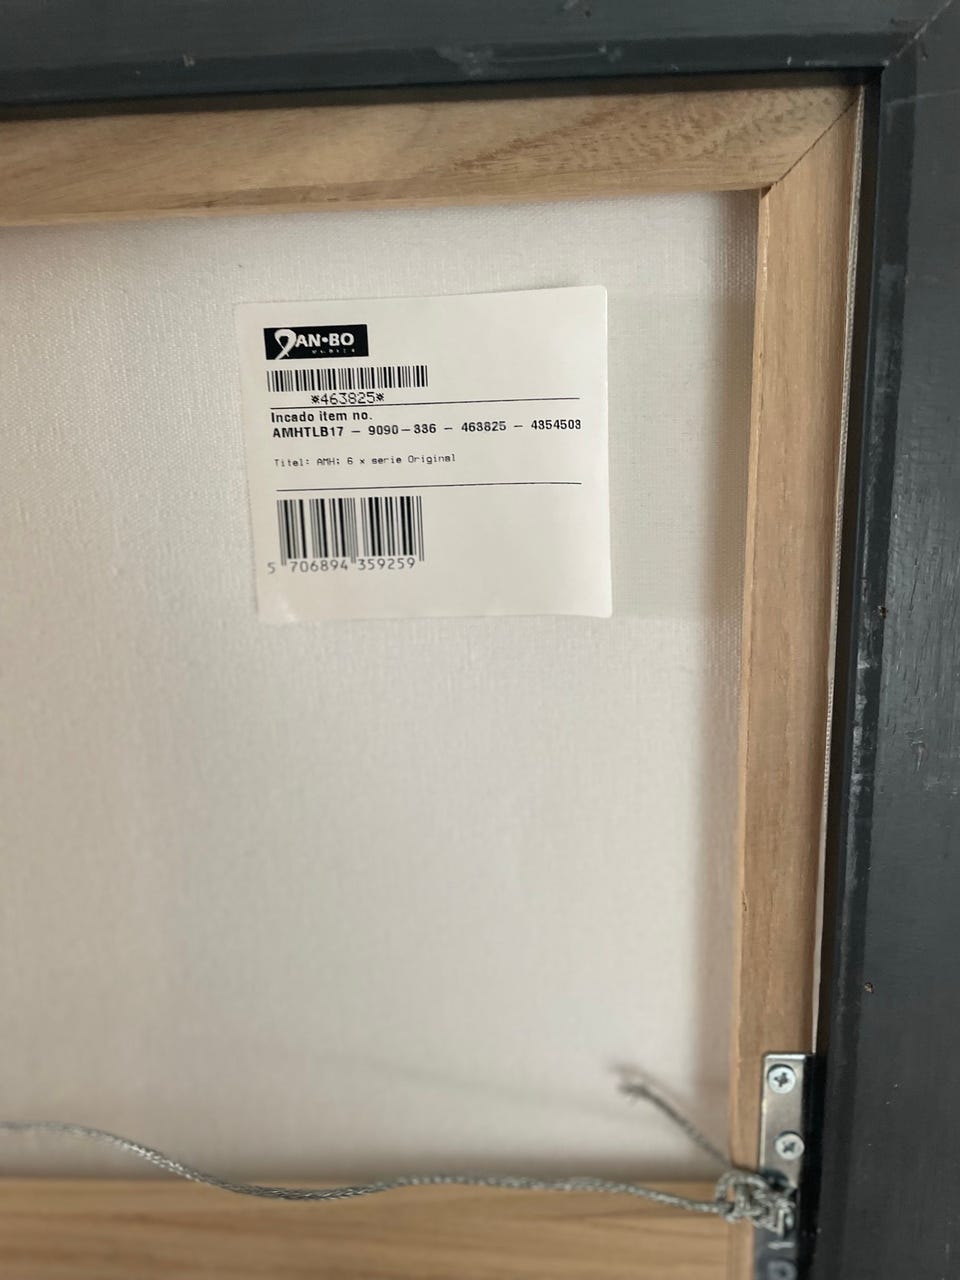 DAN•BO
*463825*
Incado item no.
AMHTLB17 - 9090-336 - 463825 - 4354503
Titel: AMH: 6 x serie Original
5 706894 359259